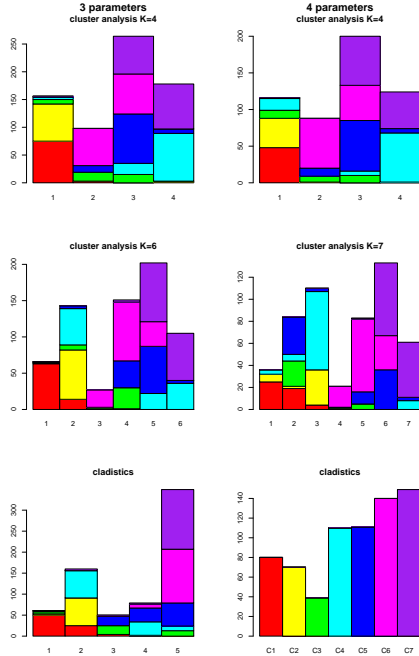 3 parameters
cluster analysis K=4
0 50 100 150 200 250
1 2 3 4
4 parameters
cluster analysis K=4
0 50 100 150 200
1 2 3 4
cluster analysis K=6
0 50 100 150 200
1 2 3 4 5 6
cluster analysis K=7
0 20 40 60 80 100 120
1 2 3 4 5 6 7
cladistics
0 50 100 150 200 250 300
1 2 3 4 5
cladistics
0 20 40 60 80 100 120 140
C1 C2 C3 C4 C5 C6 C7